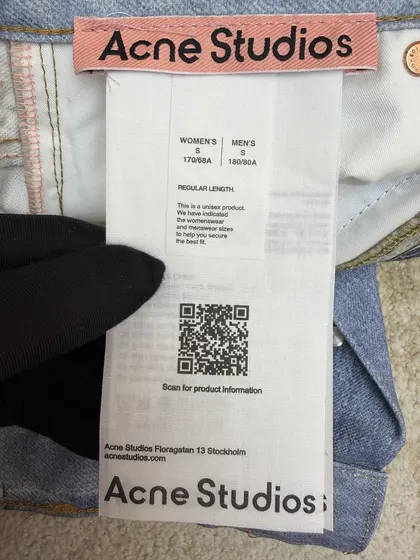 Acne Studios
WOMEN'S
S
170/68A
MEN'S
S
180/80A
REGULAR LENGTH.
This is a unisex product.
We have indicated
the womenswear
and menswear sizes
to help you secure
the best fit.
Scan for product information
Acne Studios Floragatan 13 Stockholm
acnestudios.com
Acne Studios